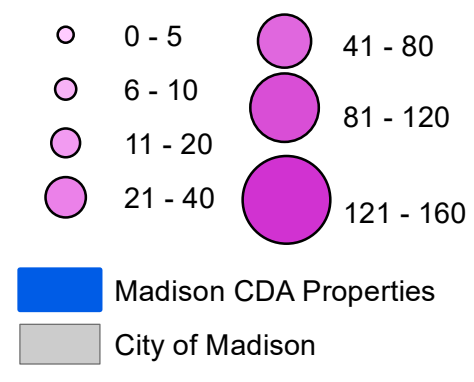 0 - 5
6 - 10
11 - 20
21 - 40
41 - 80
81 - 120
121 - 160
Madison CDA Properties
City of Madison